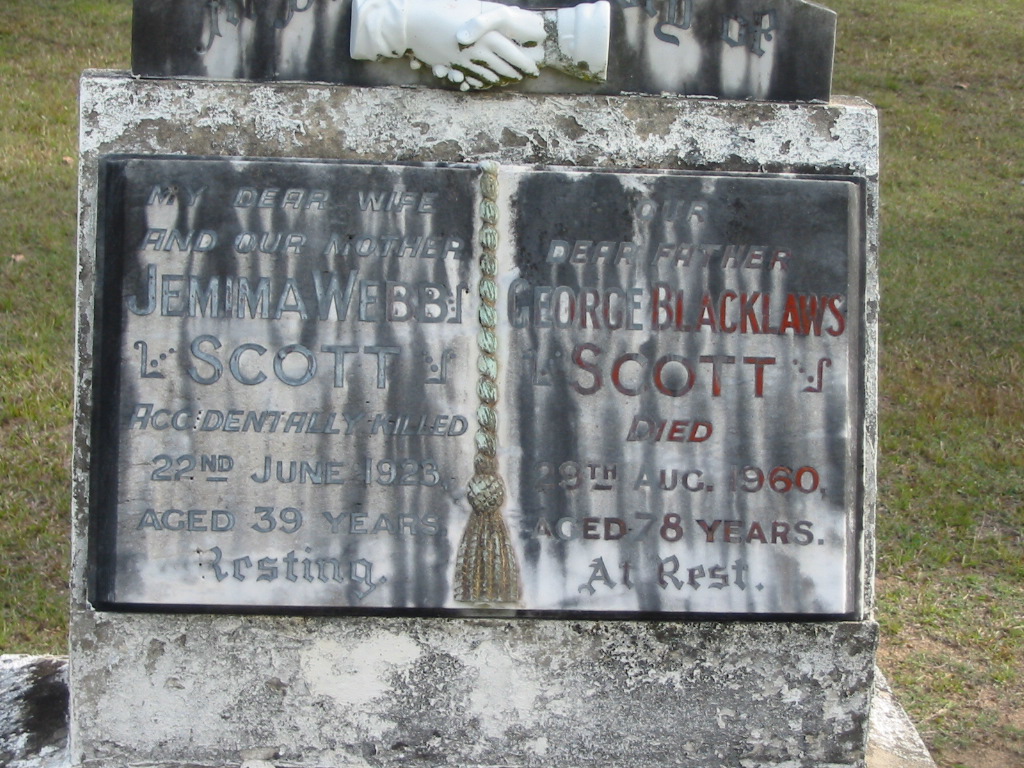 MY DEAR WIFE
AND OUR MOTHER
JEMIMA WEBB
SCOTT
ACCIDENTALLY KILLED
22ND JUNE 1923,
AGED 39 YEARS.
Resting.
OUR
DEAR FATHER
GEORGE BLACKLAWS
SCOTT
DIED
28TH AUG. 1960,
AGED 78 YEARS.
At Rest.